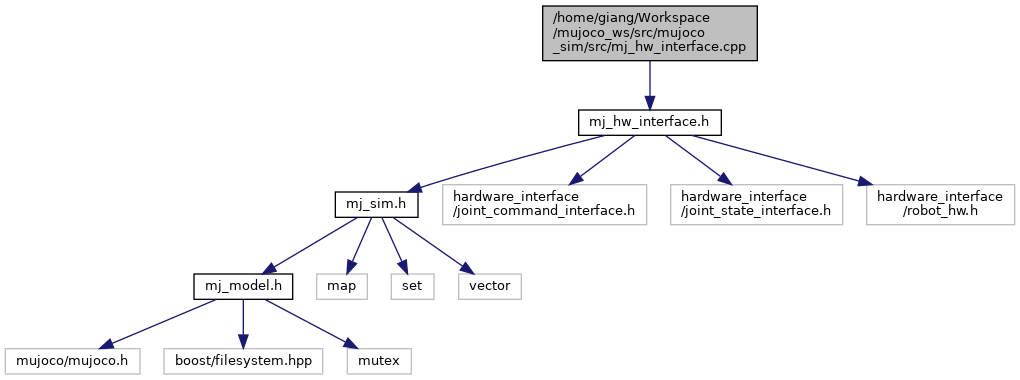 /home/giang/Workspace
/mujoco_ws/src/mujoco
_sim/src/mj_hw_interface.cpp
mj_hw_interface.h
mj_sim.h
hardware_interface
/joint_command_interface.h
hardware_interface
/joint_state_interface.h
hardware_interface
/robot_hw.h
mj_model.h
map
set
vector
mujoco/mujoco.h
boost/filesystem.hpp
mutex